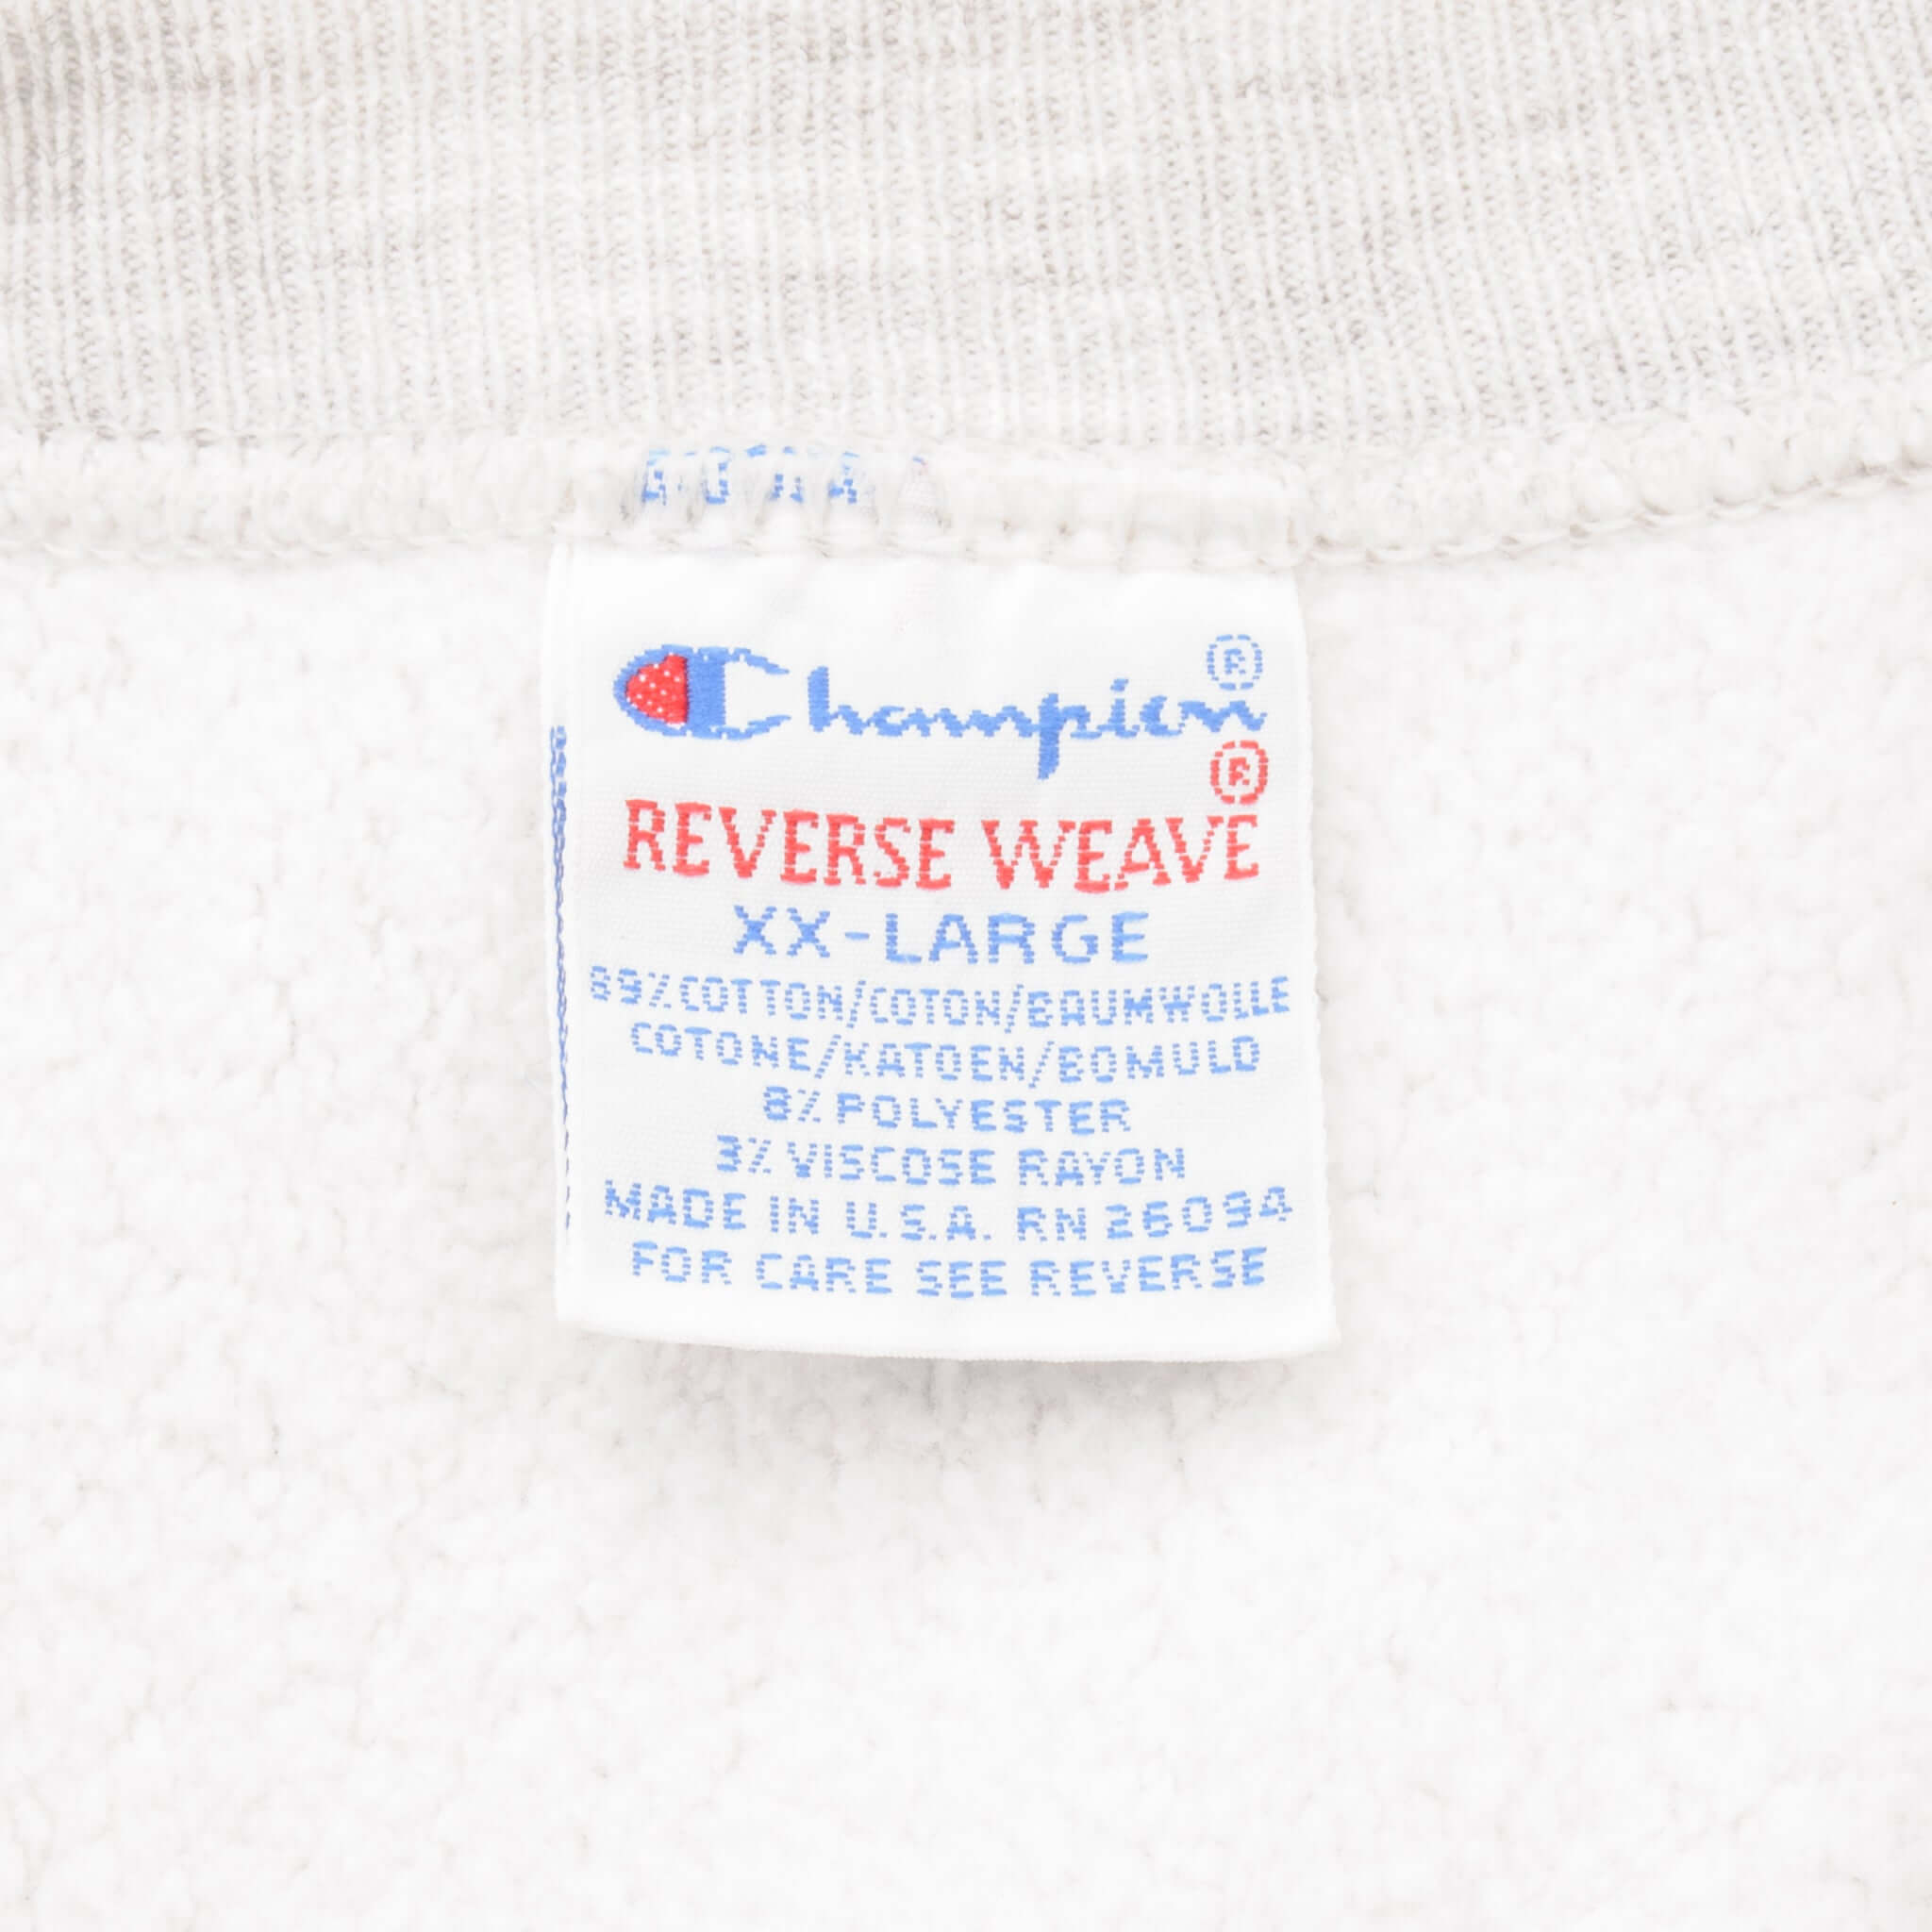 Champion®
REVERSE WEAVE®
XX-LARGE
89% COTTON/COTON/BAUMWOLLE
COTONE/KATOEN/BOMULD
8% POLYESTER
3% VISCOSE RAYON
MADE IN U.S.A. RN 26094
FOR CARE SEE REVERSE